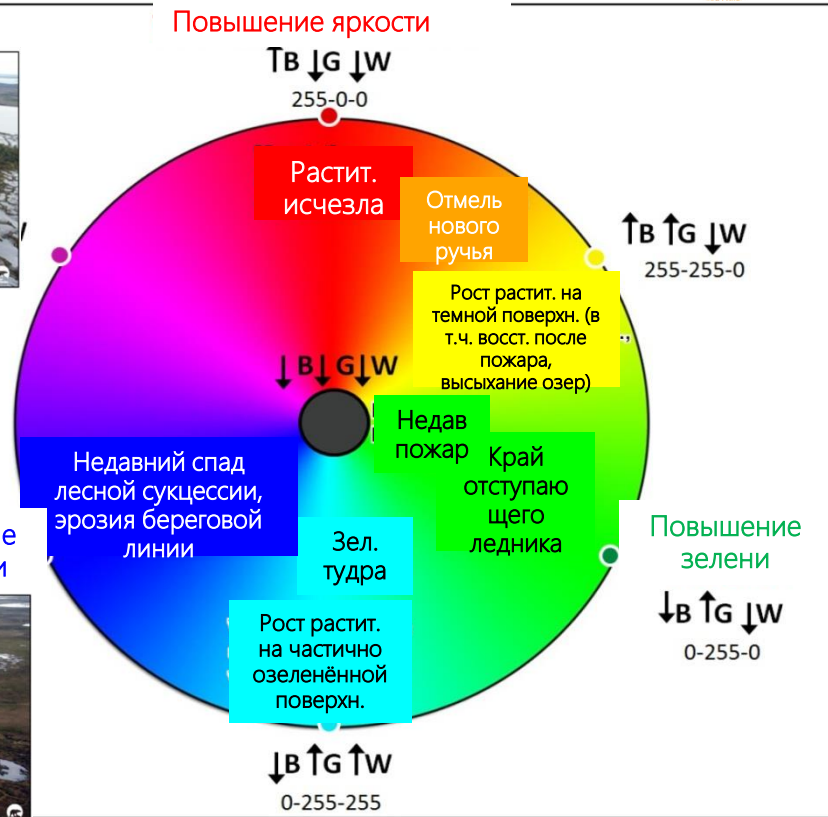 Повышение яркости
↑B ↓G ↓W
255-0-0
Растит.
исчезла
Отмель
нового
ручья
↑B ↑G ↓W
255-255-0
Рост растит. на
темной поверхн. (в
т.ч. восст. после
пожара,
высыхание озер)
↓B↓G↓W
Недав
пожар
Край
отступаю
щего
ледника
Недавний спад
лесной сукцессии,
эрозия береговой
линии
Зел.
тудра
Повышение
зелени
↓B ↑G ↓W
0-255-0
Рост растит.
на частично
озеленённой
поверхн.
↓B ↑G ↑W
0-255-255